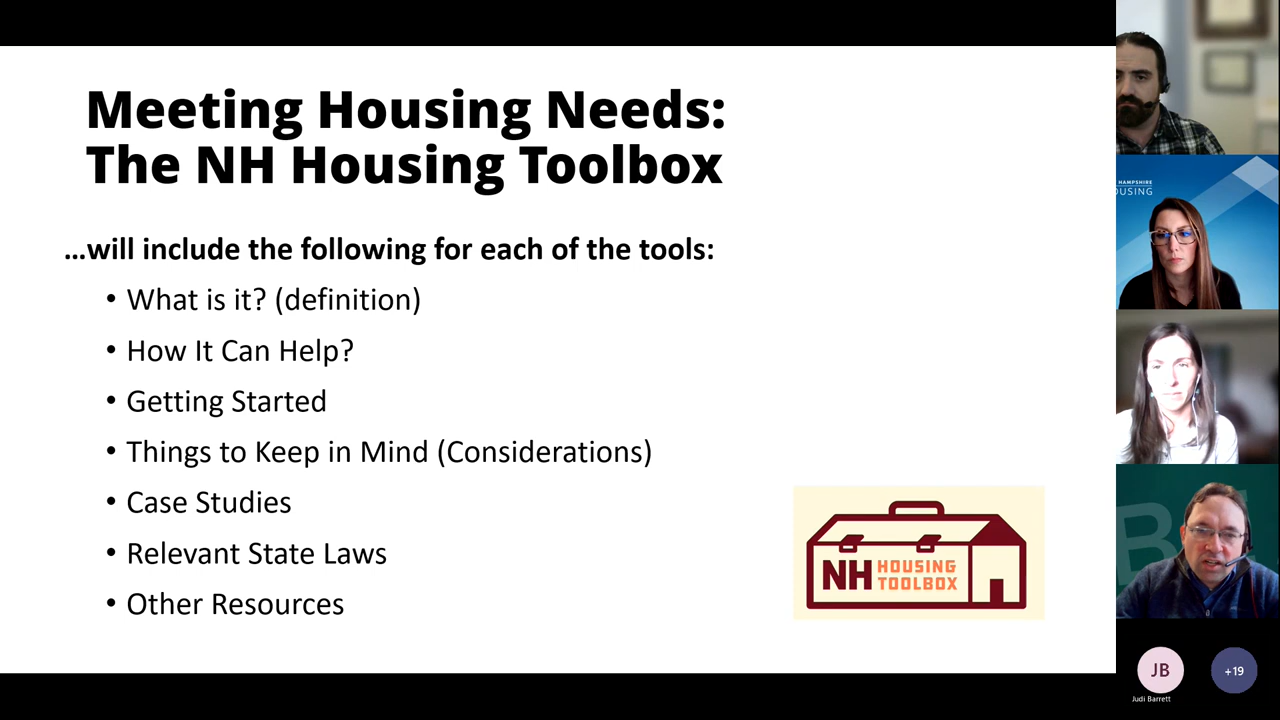 Meeting Housing Needs:
The NH Housing Toolbox
...will include the following for each of the tools:
• What is it? (definition)
• How It Can Help?
• Getting Started
• Things to Keep in Mind (Considerations)
• Case Studies
• Relevant State Laws
• Other Resources
NH HOUSING
TOOLBOX
HAMPSHIRE
OUSING
B
JB
+19
Judi Barrett